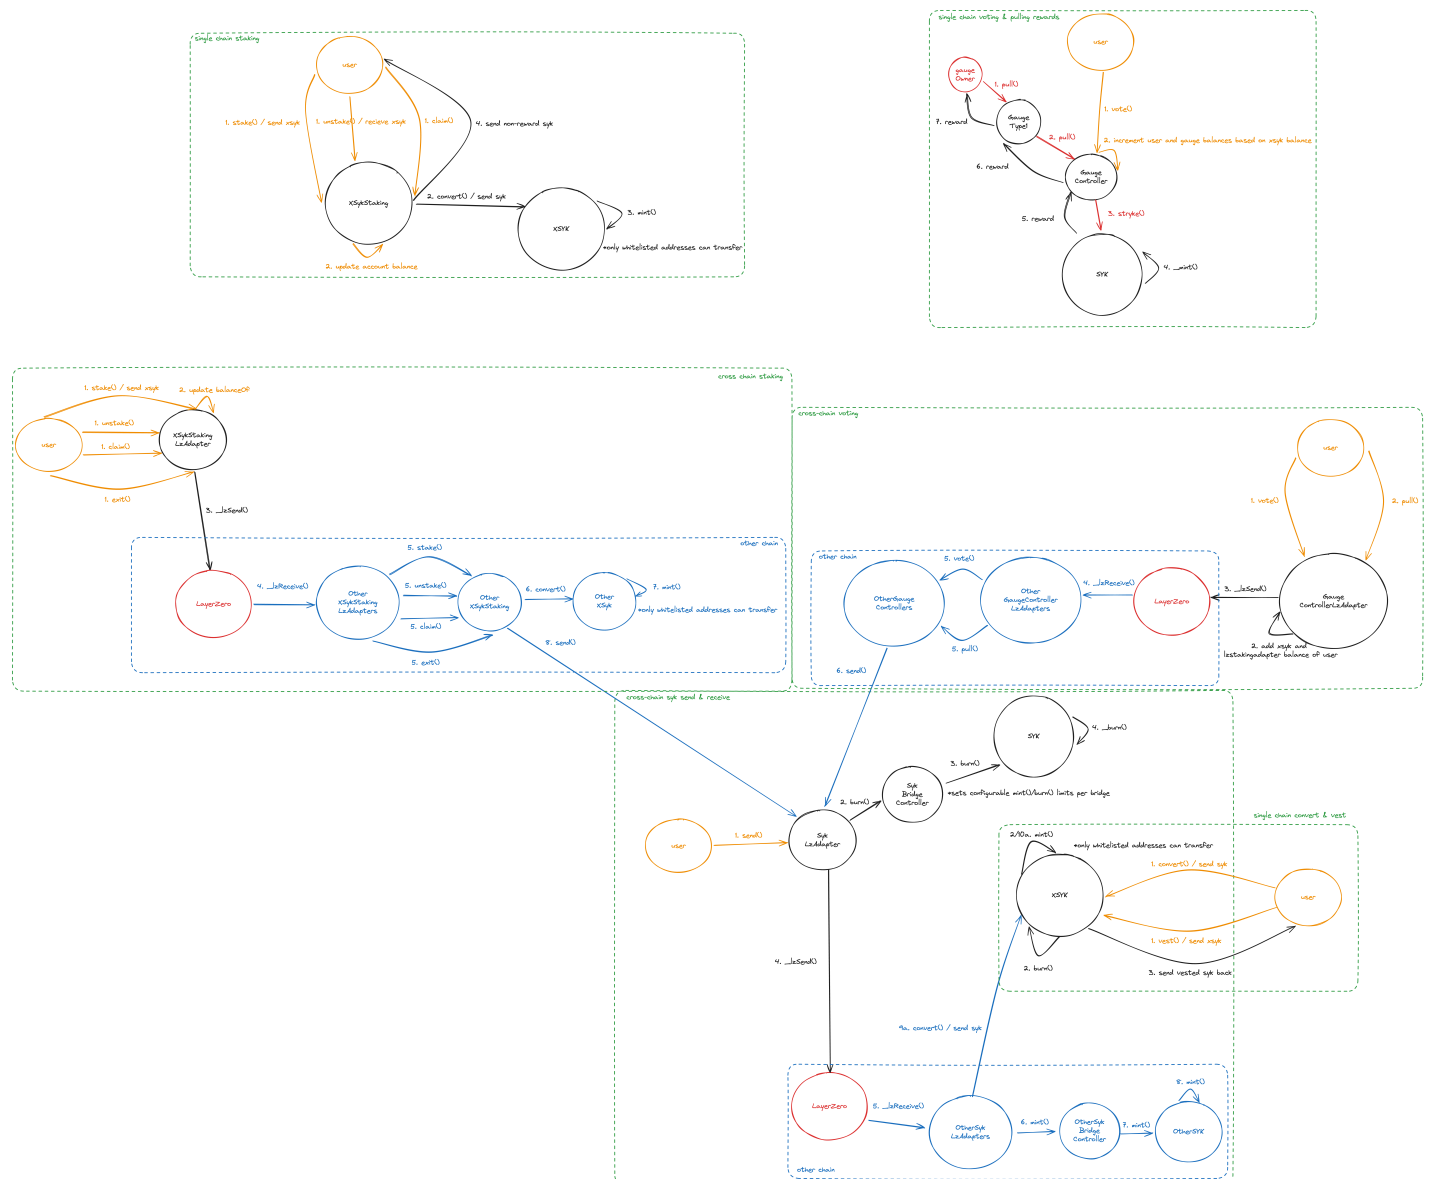 single chain staking
user
1. stake() / send xsyk
1. unstake() / recieve xsyk
1. claim()
4. send non-reward syk
XSykStaking
2. convert() / send syk
XSYK
3. mint()
*only whitelisted addresses can transfer
2. update account balance
single chain voting & pulling rewards
user
gauge
Owner
1. pull()
Gauge
Type1
7. reward
1. vote()
2. pull()
2. increment user and gauge balances based on xsyk balance
6. reward
Gauge
Controller
5. reward
3. stryke()
SYK
4. _mint()
cross chain staking
1. stake() / send xsyk
2. update balanceOf
user
1. unstake()
1. claim()
XSykStaking
LzAdapter
1. exit()
3. _lzSend()
other chain
LayerZero
4. _lzReceive()
Other
XSykStaking
LzAdapters
5. stake()
5. unstake()
5. claim()
5. exit()
Other
XSykStaking
6. convert()
Other
XSyk
7. mint()
*only whitelisted addresses can transfer
8. send()
cross-chain voting
user
1. vote()
2. pull()
other chain
OtherGauge
Controllers
5. vote()
5. pull()
Other
GaugeController
LzAdapters
4. _lzReceive()
LayerZero
3. _lzSend()
Gauge
ControllerLzAdapter
2. add xsyk and
lzstakingadapter balance of user
6. send()
cross-chain syk send & receive
SYK
4. _burn()
3. burn()
Syk
Bridge
Controller
*sets configurable mint()/burn() limits per bridge
2. burn()
user
1. send()
Syk
LzAdapter
4. _lzSend()
single chain convert & vest
2/10a. mint()
*only whitelisted addresses can transfer
XSYK
1. convert() / send syk
user
1. vest() / send xsyk
2. burn()
3. send vested syk back
9a. convert() / send syk
LayerZero
5. _lzReceive()
OtherSyk
LzAdapters
6. mint()
OtherSyk
Bridge
Controller
7. mint()
8. mint()
OtherSYK
other chain